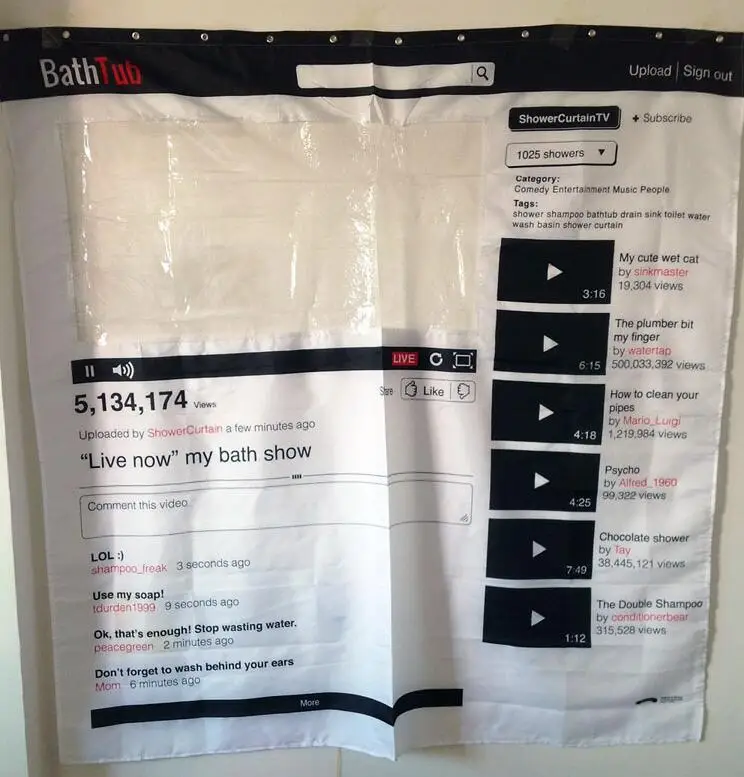 BathTub
Upload | Sign out
ShowerCurtainTV + Subscribe
1025 showers
Category:
Comedy Entertainment Music People
Tags:
shower shampoo bathtub drain sink toilet water
wash basin shower curtain
LIVE
5,134,174 Views
Share Like
Uploaded by ShowerCurtain a few minutes ago
“Live now” my bath show
Comment this video
LOL :)
shampoo_freak 3 seconds ago
Use my soap!
tdurden1999 9 seconds ago
Ok, that's enough! Stop wasting water.
peacegreen 2 minutes ago
Don't forget to wash behind your ears
Mom 6 minutes ago
More
3:16
My cute wet cat
by sinkmaster
19,304 views
6:15
The plumber bit
my finger
by watertap
500,033,392 views
4:18
How to clean your
pipes
by Mario_Luigi
1,219,984 views
4:25
Psycho
by Alfred_1960
99,322 views
7:49
Chocolate shower
by Tay
38,445,121 views
1:12
The Double Shampoo
by conditionerbear
315,528 views